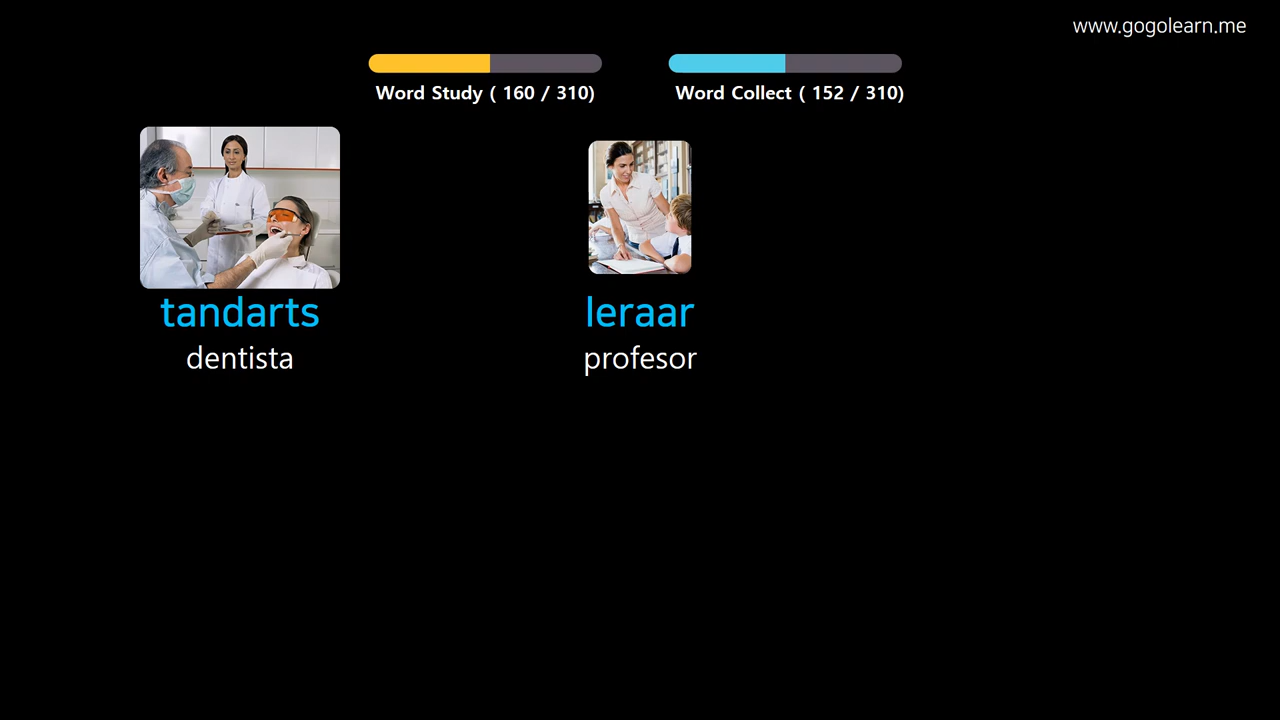 www.gogolearn.me
Word Study ( 160 / 310)
Word Collect ( 152 / 310)
tandarts
dentista
leraar
profesor